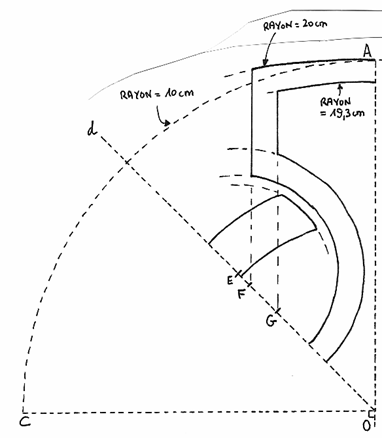 RAYON = 20cm
A
RAYON = 10cm
RAYON
= 19,3cm
d
E
F
G
C
O